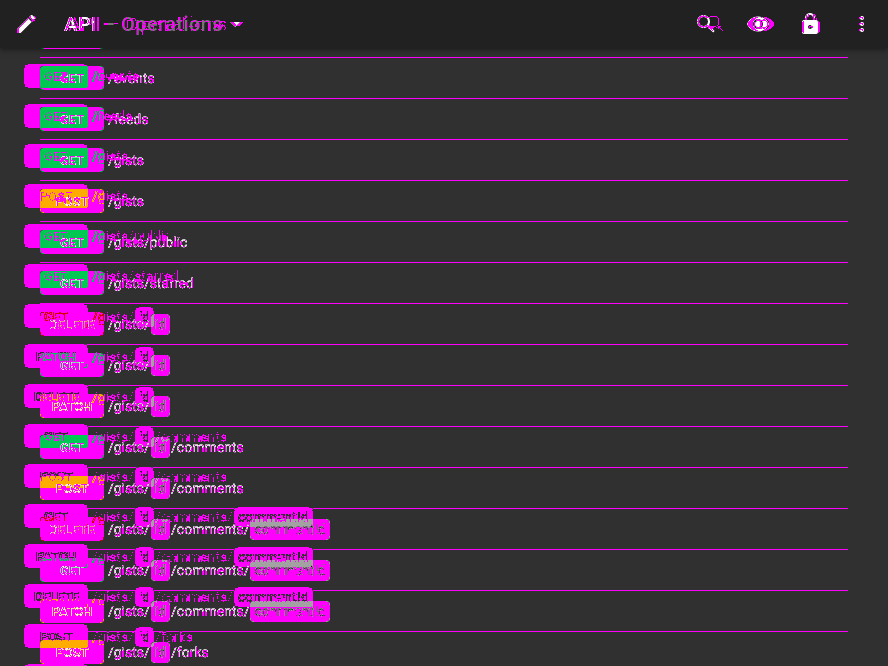 API – Operations
GET /events
GET /feeds
GET /gists
POST /gists
GET /gists/public
GET /gists/starred
DELETE /gists/id
GET /gists/id
PATCH /gists/id
GET /gists/id/comments
POST /gists/id/comments
DELETE /gists/id/comments/commentId
GET /gists/id/comments/commentId
PATCH /gists/id/comments/commentId
POST /gists/id/forks